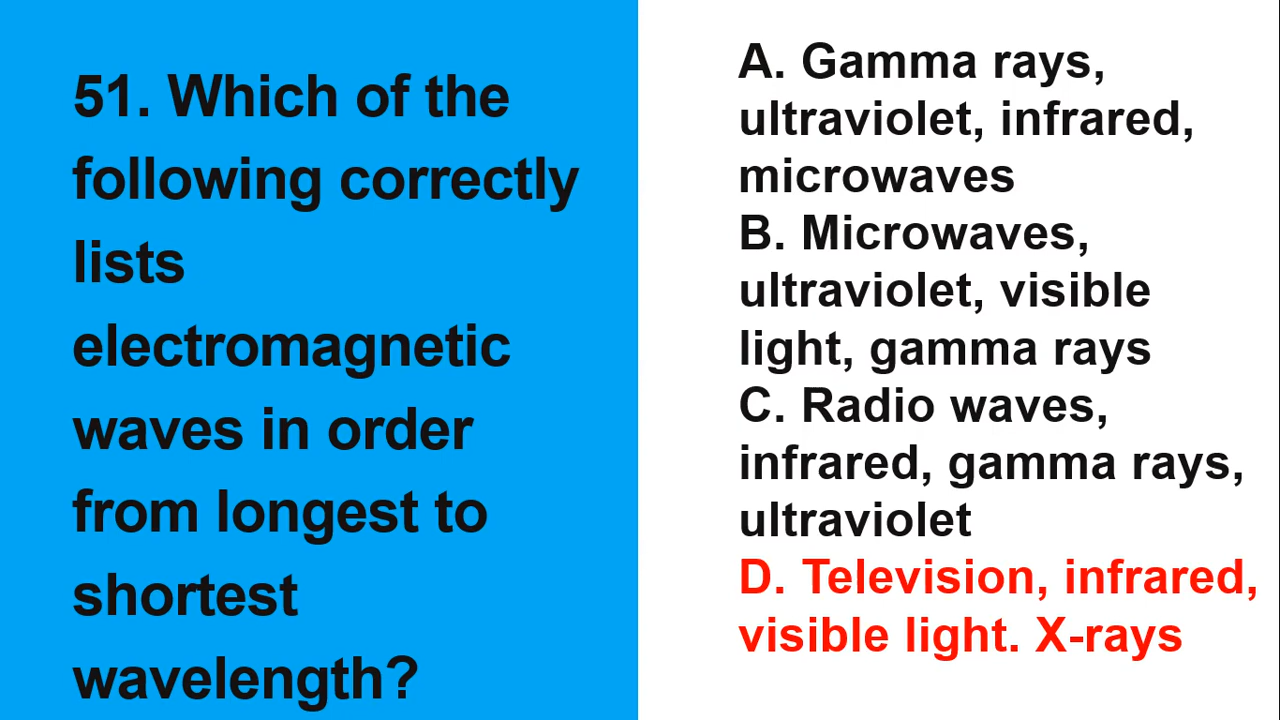 51. Which of the
following correctly
lists
electromagnetic
waves in order
from longest to
shortest
wavelength?
A. Gamma rays,
ultraviolet, infrared,
microwaves
B. Microwaves,
ultraviolet, visible
light, gamma rays
C. Radio waves,
infrared, gamma rays,
ultraviolet
D. Television, infrared,
visible light. X-rays